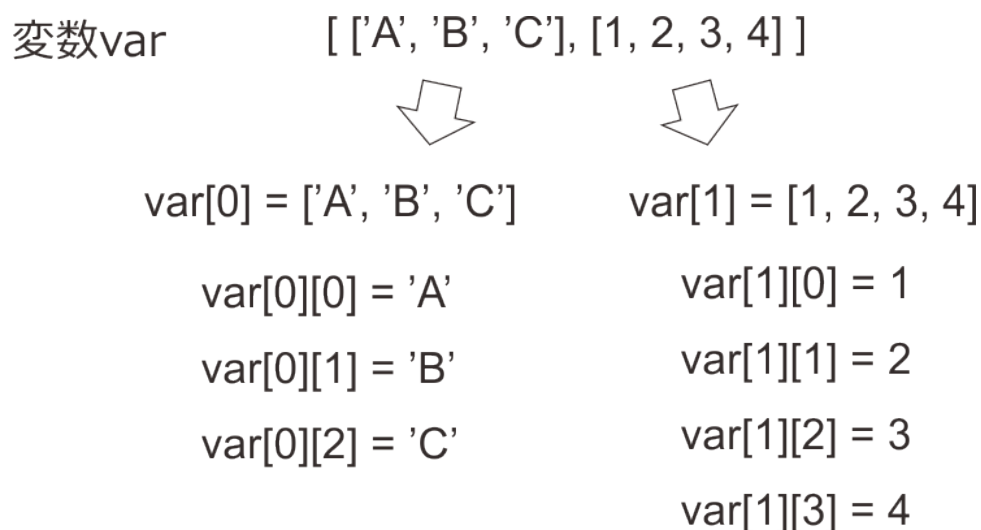 変数var [ [’A’, ’B’, ’C’], [1, 2, 3, 4] ]
var[0] = [’A’, ’B’, ’C’]
var[0][0] = ’A’
var[0][1] = ’B’
var[0][2] = ’C’
var[1] = [1, 2, 3, 4]
var[1][0] = 1
var[1][1] = 2
var[1][2] = 3
var[1][3] = 4